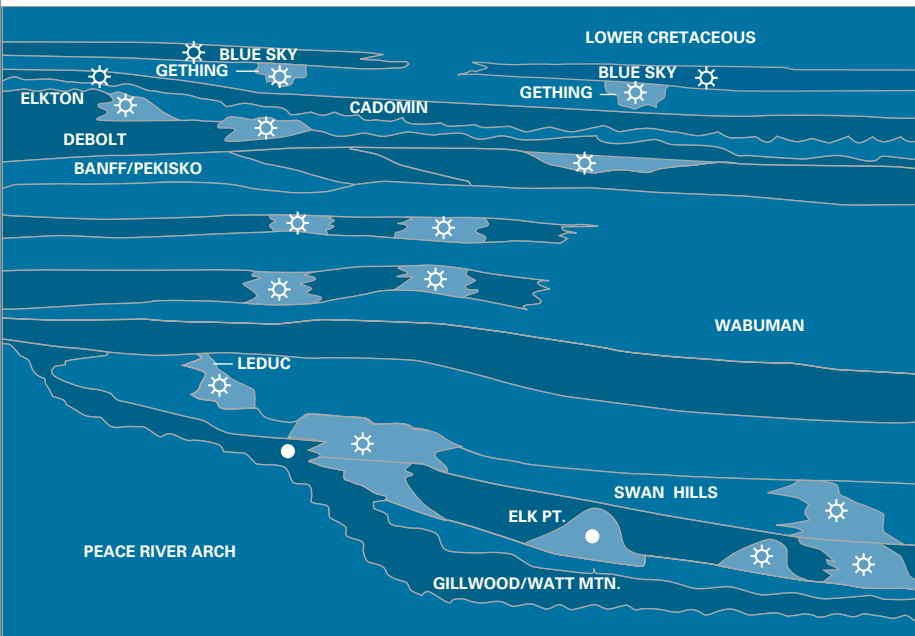 LOWER CRETACEOUS
BLUE SKY
GETHING
BLUE SKY
GETHING
ELKTON
CADOMIN
DEBOLT
BANFF/PEKISKO
WABUMAN
LEDUC
SWAN HILLS
ELK PT.
PEACE RIVER ARCH
GILLWOOD/WATT MTN.